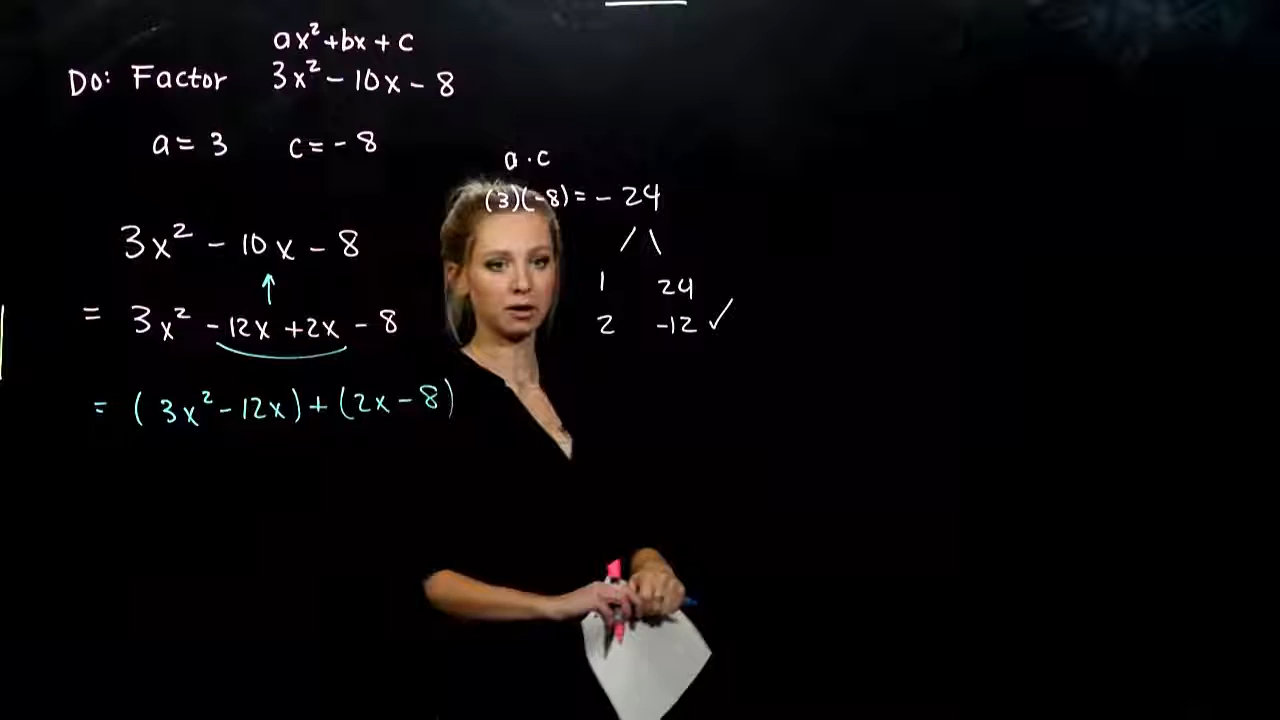 ax² + bx + c
Do: Factor 3x² - 10x - 8
a = 3 c = - 8
a · c
(3)(-8) = - 24
/ \
1 24
2 -12 ✓
3x² - 10x - 8
↑
= 3x² - 12x + 2x - 8
= (3x² - 12x) + (2x - 8)